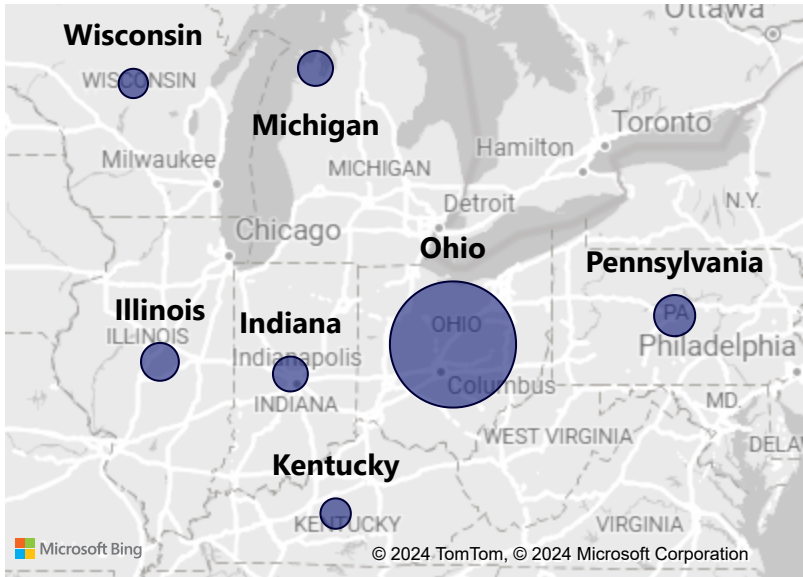 Ottawa
Wisconsin
WISCONSIN
Michigan
Toronto
Hamilton
Milwaukee
MICHIGAN
N.Y.
Detroit
Chicago
Ohio
Pennsylvania
Illinois
Indiana
PA
OHIO
ILLINOIS
Philadelphia
Indianapolis
Columbus
INDIANA
MD.
WEST VIRGINIA
DELAW
Kentucky
KENTUCKY
VIRGINIA
Microsoft Bing
© 2024 TomTom, © 2024 Microsoft Corporation